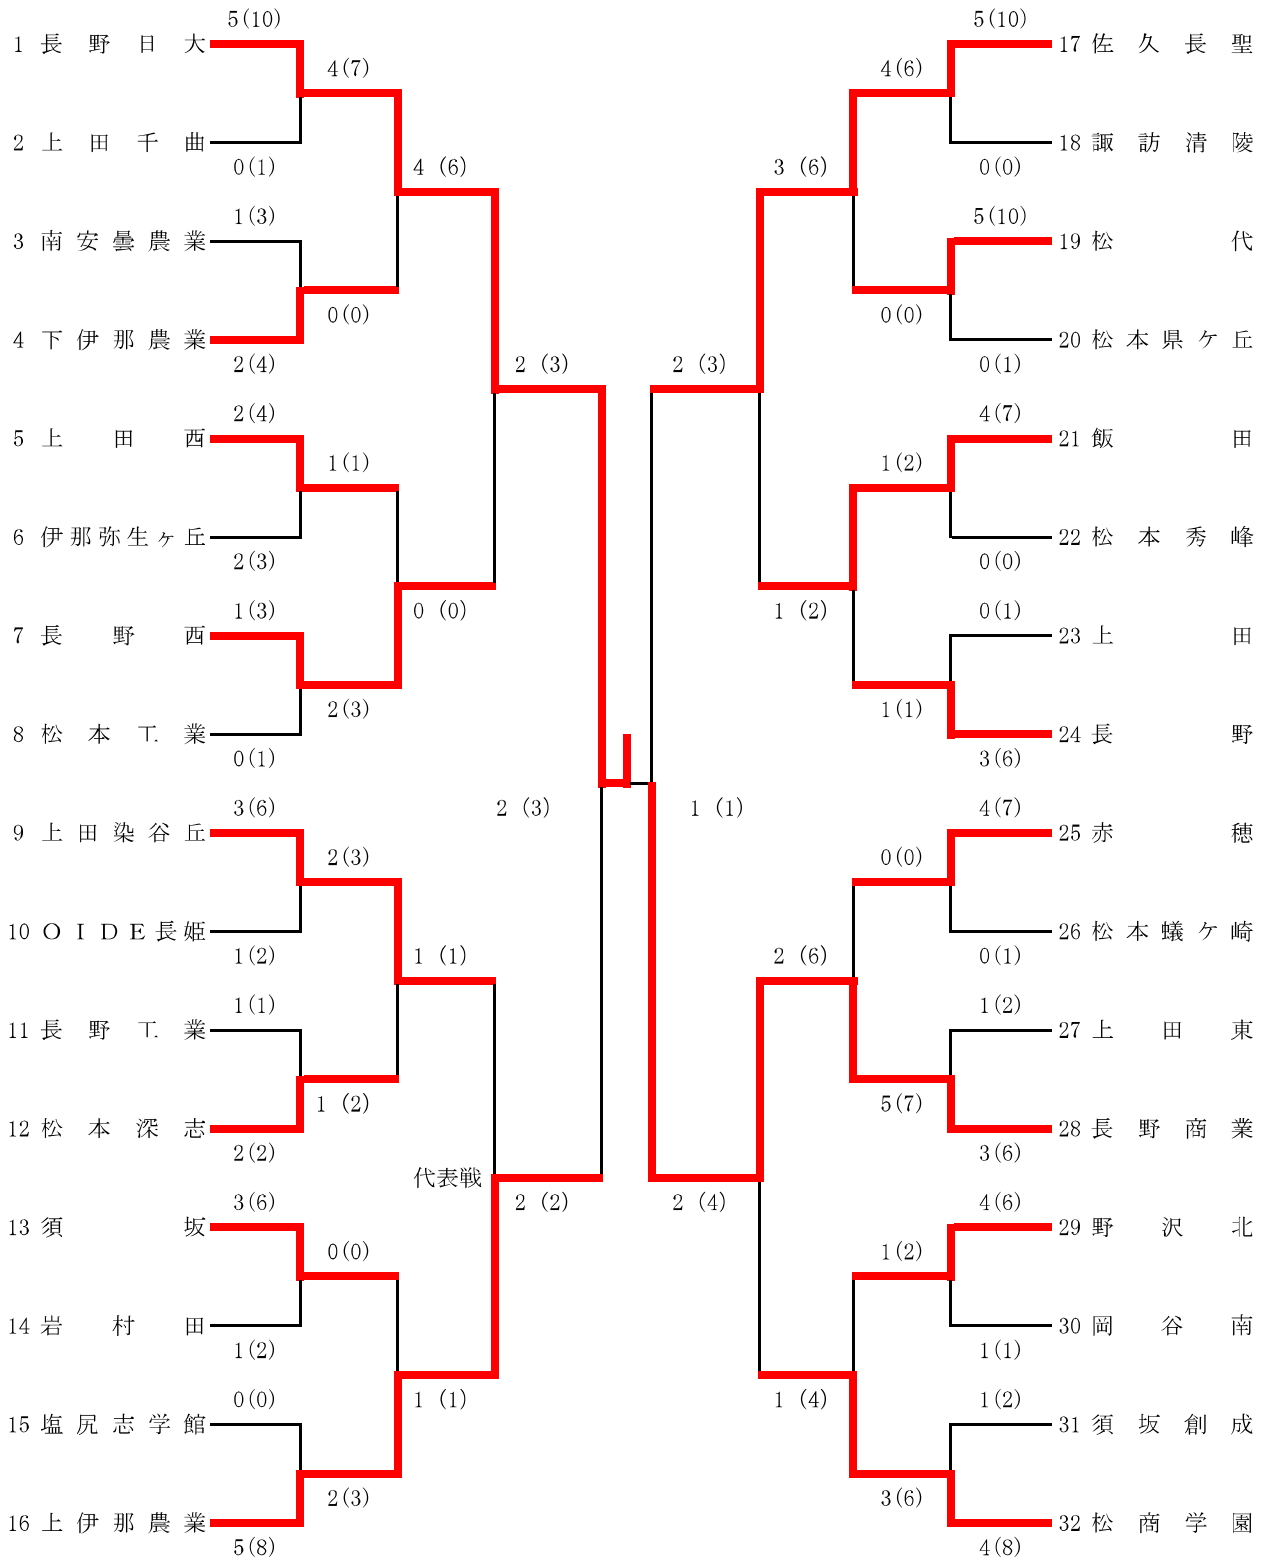 5(10) 5(10)
1 長野日大 17 佐久長聖
4(7) 4(6)
2 上田千曲 18 諏訪清陵
0(1) 4 (6) 3 (6) 0(0)
1(3) 5(10)
3 南安曇農業 19 松代
0(0) 0(0)
4 下伊那農業 20 松本県ケ丘
2(4) 2 (3) 2 (3) 0(1)
2(4) 4(7)
5 上田西 21 飯田
1(1) 1(2)
6 伊那弥生ヶ丘 22 松本秀峰
2(3) 0(0)
1(3) 0 (0) 1 (2) 0(1)
7 長野西 23 上田
2(3) 1(1)
8 松本工業 24 長野
0(1) 3(6)
3(6) 2 (3) 1 (1) 4(7)
9 上田染谷丘 25 赤穂
2(3) 0(0)
10 OIDE長姫 26 松本蟻ケ崎
1(2) 1 (1) 2 (6) 0(1)
1(1) 1(2)
11 長野工業 27 上田東
1 (2) 5(7)
12 松本深志 28 長野商業
2(2) 3(6)
代表戦
3(6) 2 (2) 2 (4) 4(6)
13 須坂 29 野沢北
0(0) 1(2)
14 岩村田 30 岡谷南
1(2) 1(1)
0(0) 1 (1) 1 (4) 1(2)
15 塩尻志学館 31 須坂創成
2(3) 3(6)
16 上伊那農業 32 松商学園
5(8) 4(8)